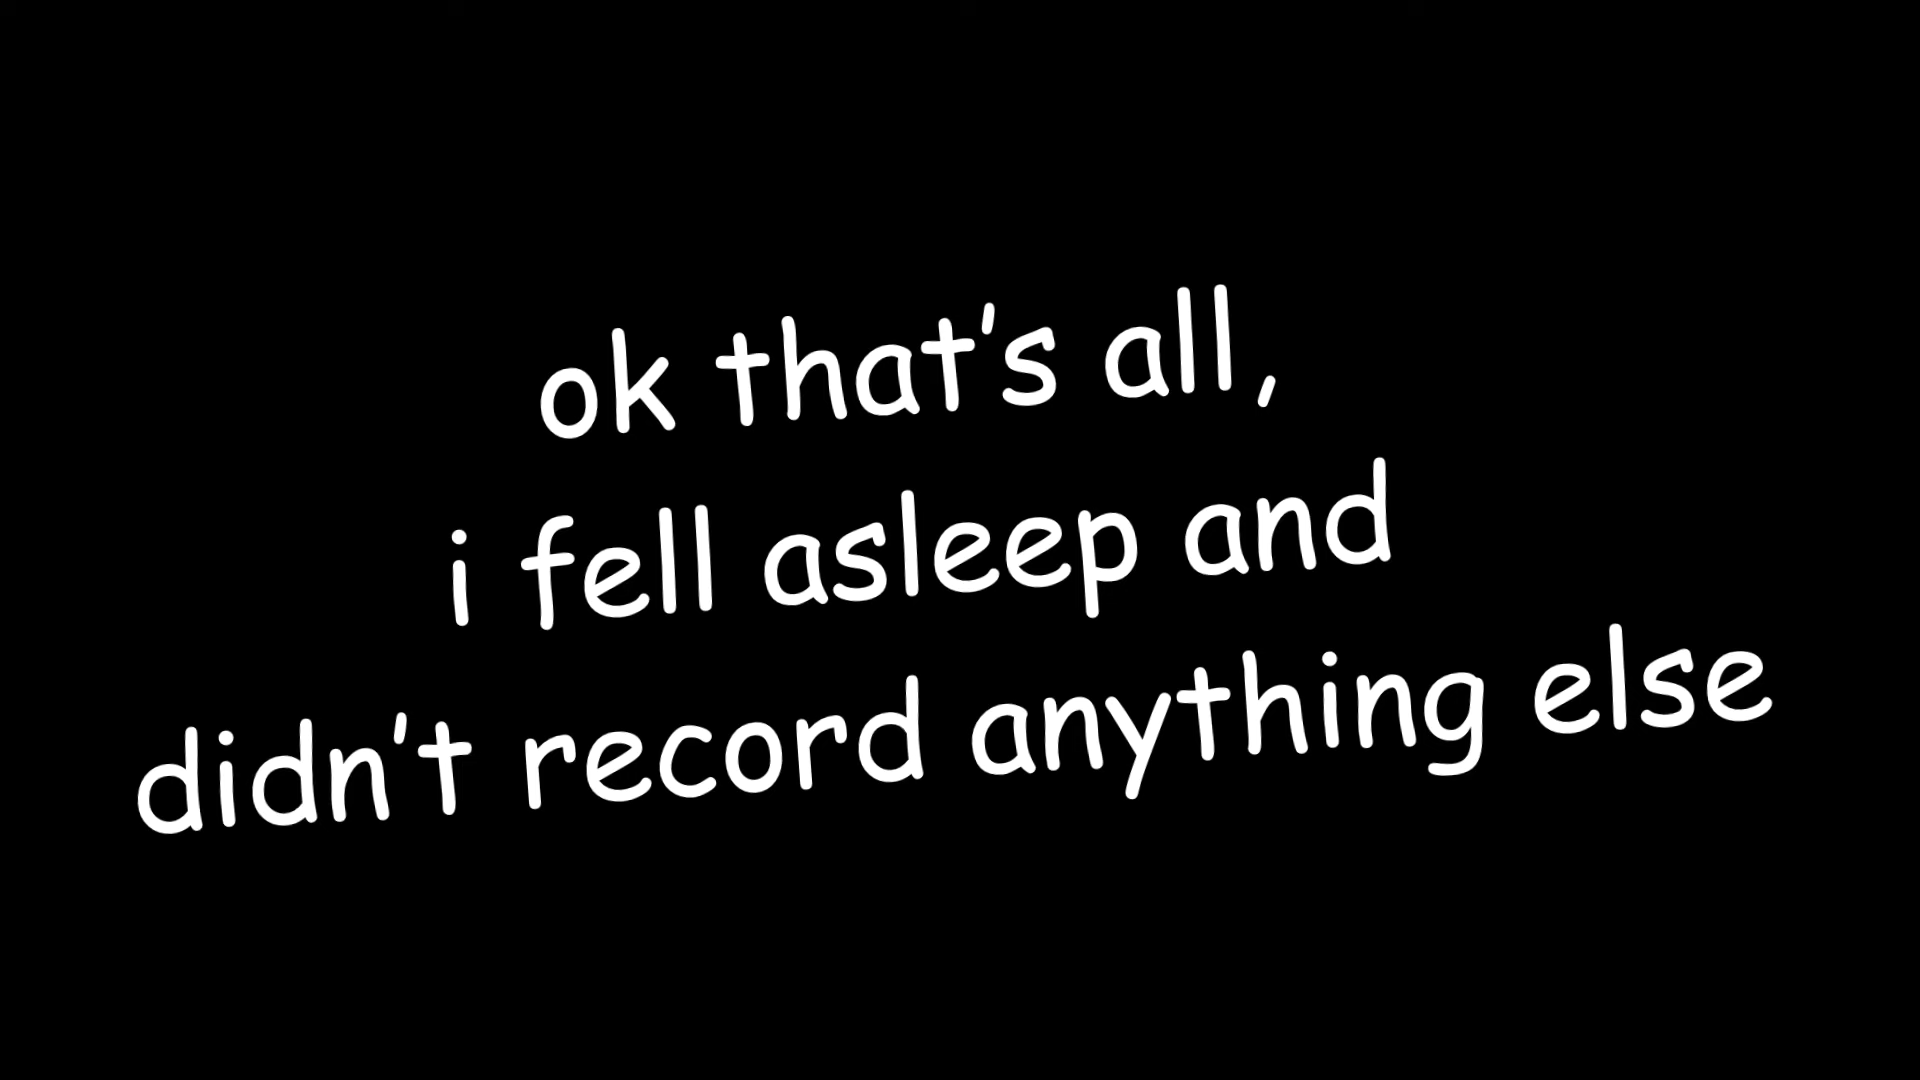 ok that's all,
i fell asleep and
didn't record anything else